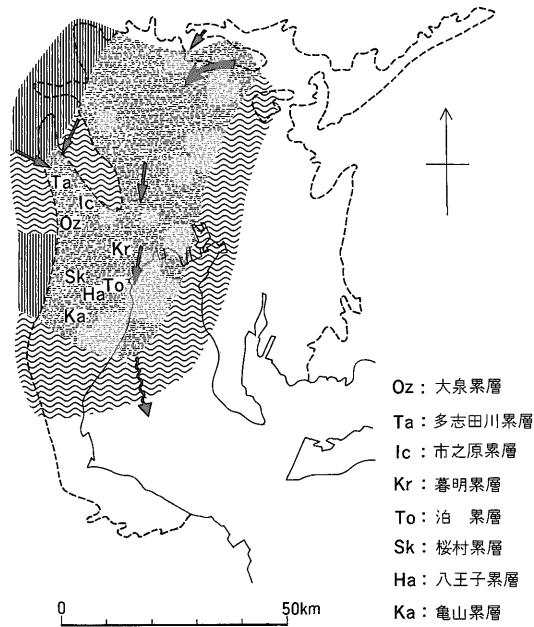 Ta
Ic
Oz
Kr
Sk
To
Ha
Ka
Oz : 大泉累層
Ta : 多志田川累層
Ic : 市之原累層
Kr : 暮明累層
To : 泊 累層
Sk : 桜村累層
Ha : 八王子累層
Ka : 亀山累層
0 50km